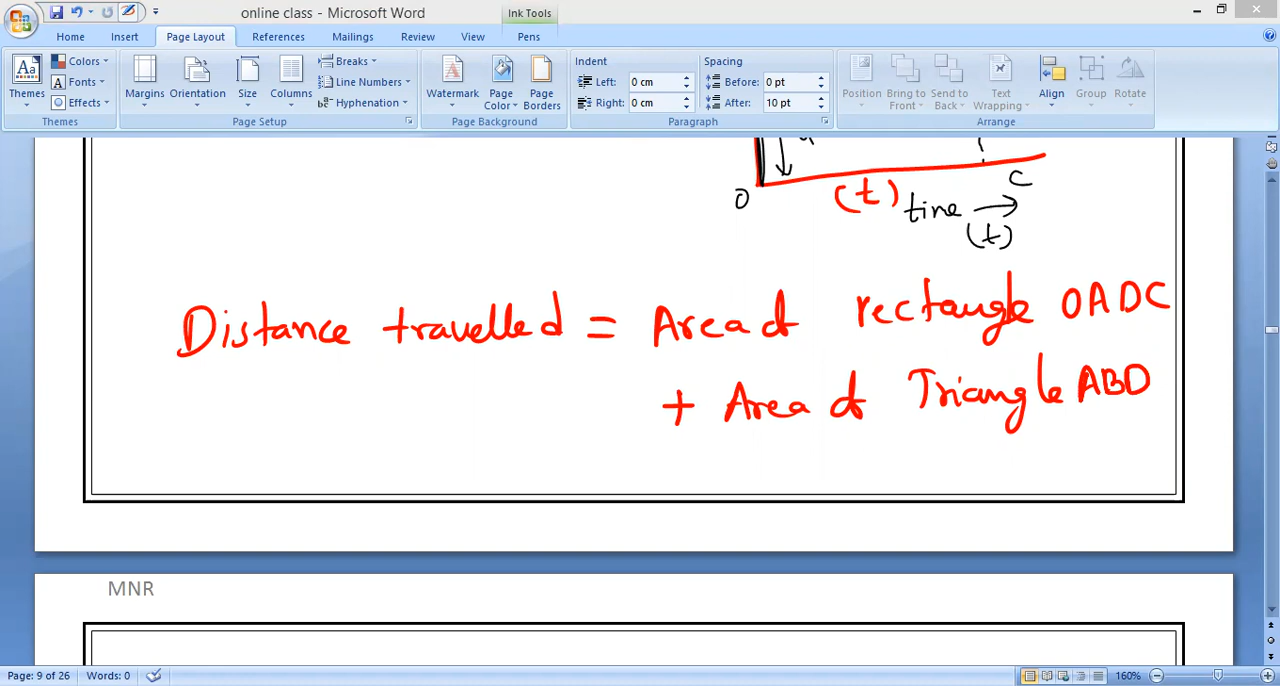 online class - Microsoft Word
Ink Tools
Home Insert Page Layout References Mailings Review View Pens
Themes
Colors
Fonts
Effects
Themes
Margins Orientation Size Columns
Breaks
Line Numbers
Hyphenation
Page Setup
Watermark Page Color Page Borders
Page Background
Indent
Left: 0 cm
Right: 0 cm
Spacing
Before: 0 pt
After: 10 pt
Paragraph
Position Bring to Front Send to Back Text Wrapping Align Group Rotate
Arrange
O (t) time C
(t)
Distance travelled = Area of rectangle OADC
+ Area of Triangle ABD
MNR
Page: 9 of 26 Words: 0 160%